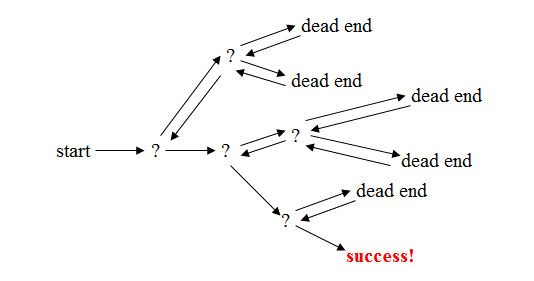 dead end
?
dead end
dead end
start ? ? ?
dead end
dead end
?
success!